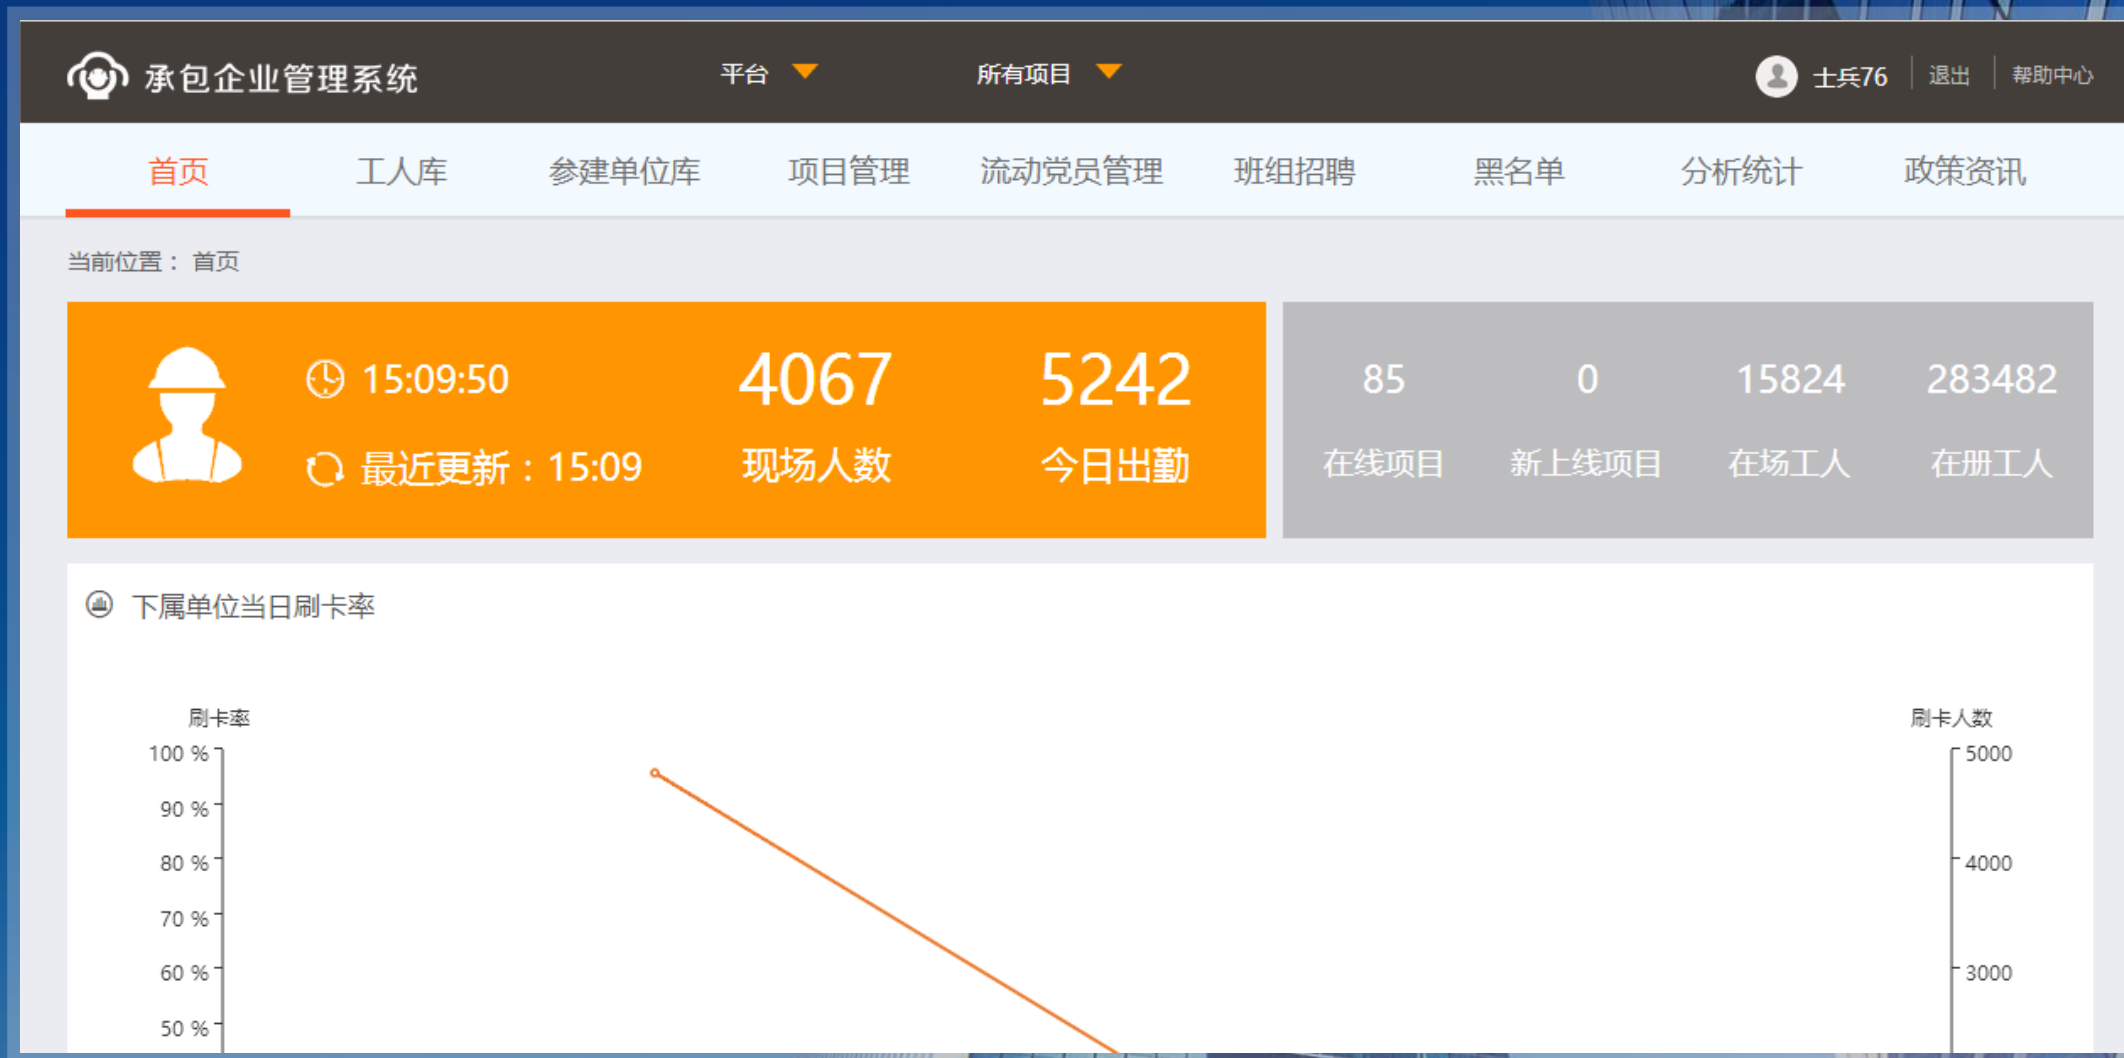 承包企业管理系统 平台 所有项目 士兵76 退出 帮助中心
首页 工人库 参建单位库 项目管理 流动党员管理 班组招聘 黑名单 分析统计 政策资讯
当前位置： 首页
15:09:50 4067 5242 85 0 15824 283482
最近更新：15:09 现场人数 今日出勤 在线项目 新上线项目 在场工人 在册工人
下属单位当日刷卡率
刷卡率 刷卡人数
100 % 5000
90 %
80 % 4000
70 %
60 % 3000
50 %